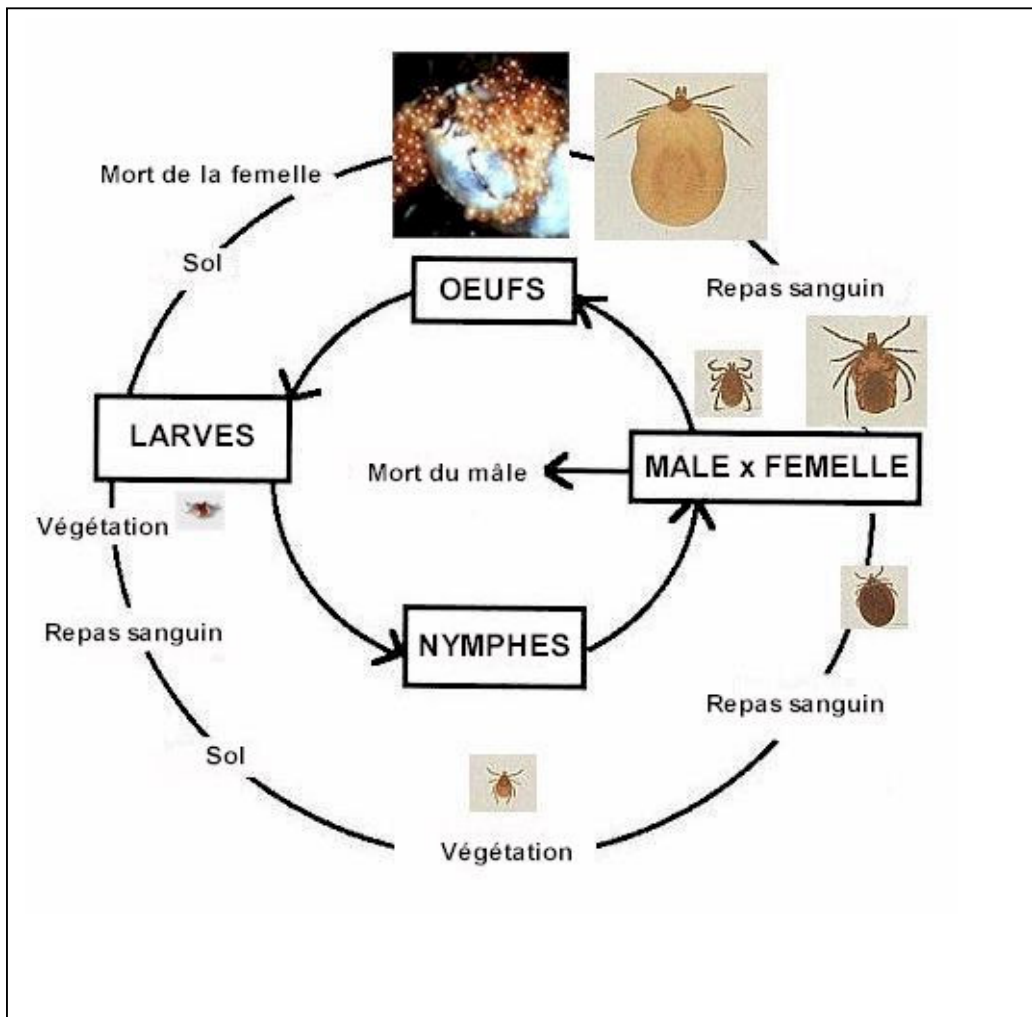 Mort de la femelle
Sol
OEUFS
Repas sanguin
LARVES
MALE x FEMELLE
Mort du mâle
Végétation
Repas sanguin
NYMPHES
Repas sanguin
Sol
Végétation